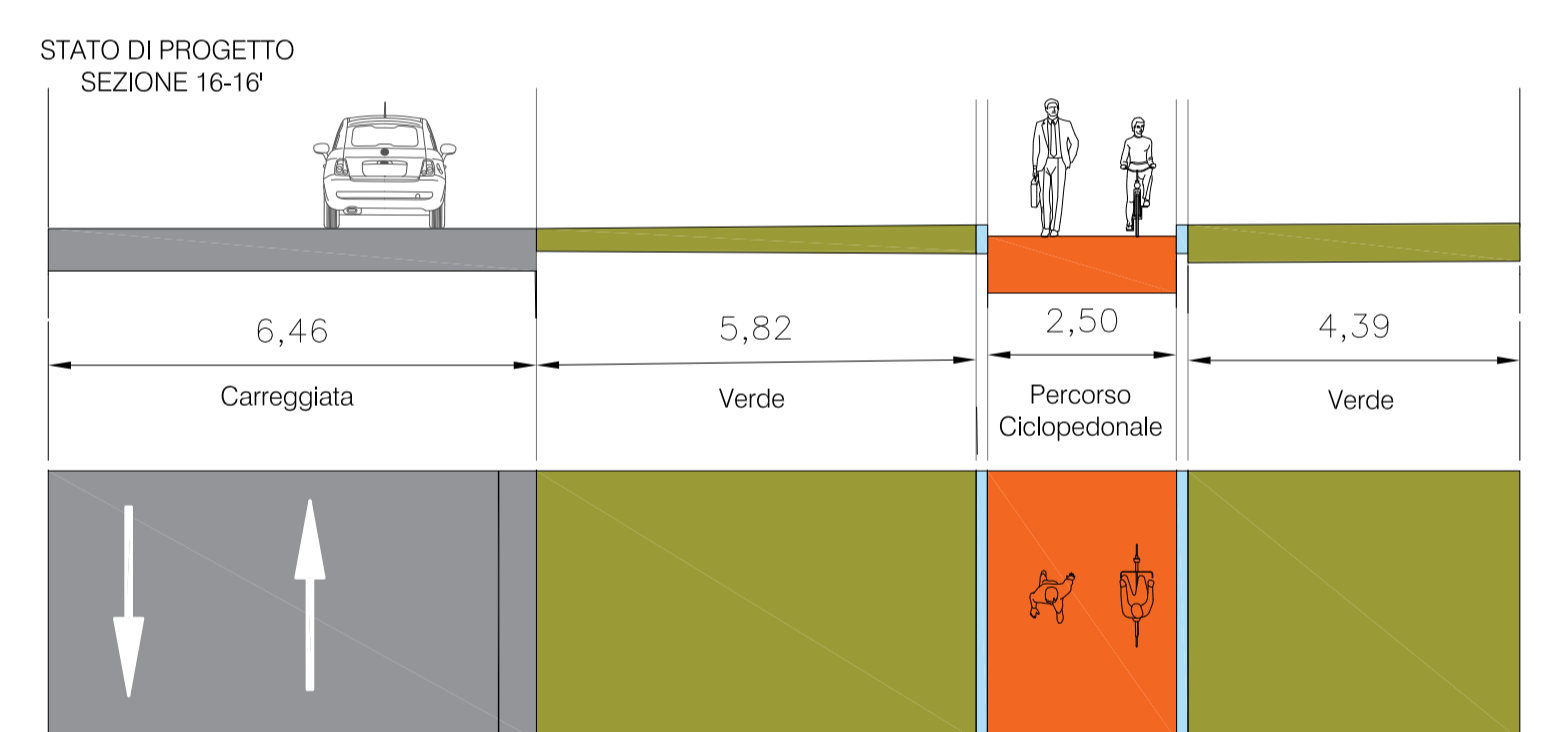 STATO DI PROGETTO
SEZIONE 16-16'
6,46
5,82
2,50
4,39
Carreggiata
Verde
Percorso
Ciclopedonale
Verde